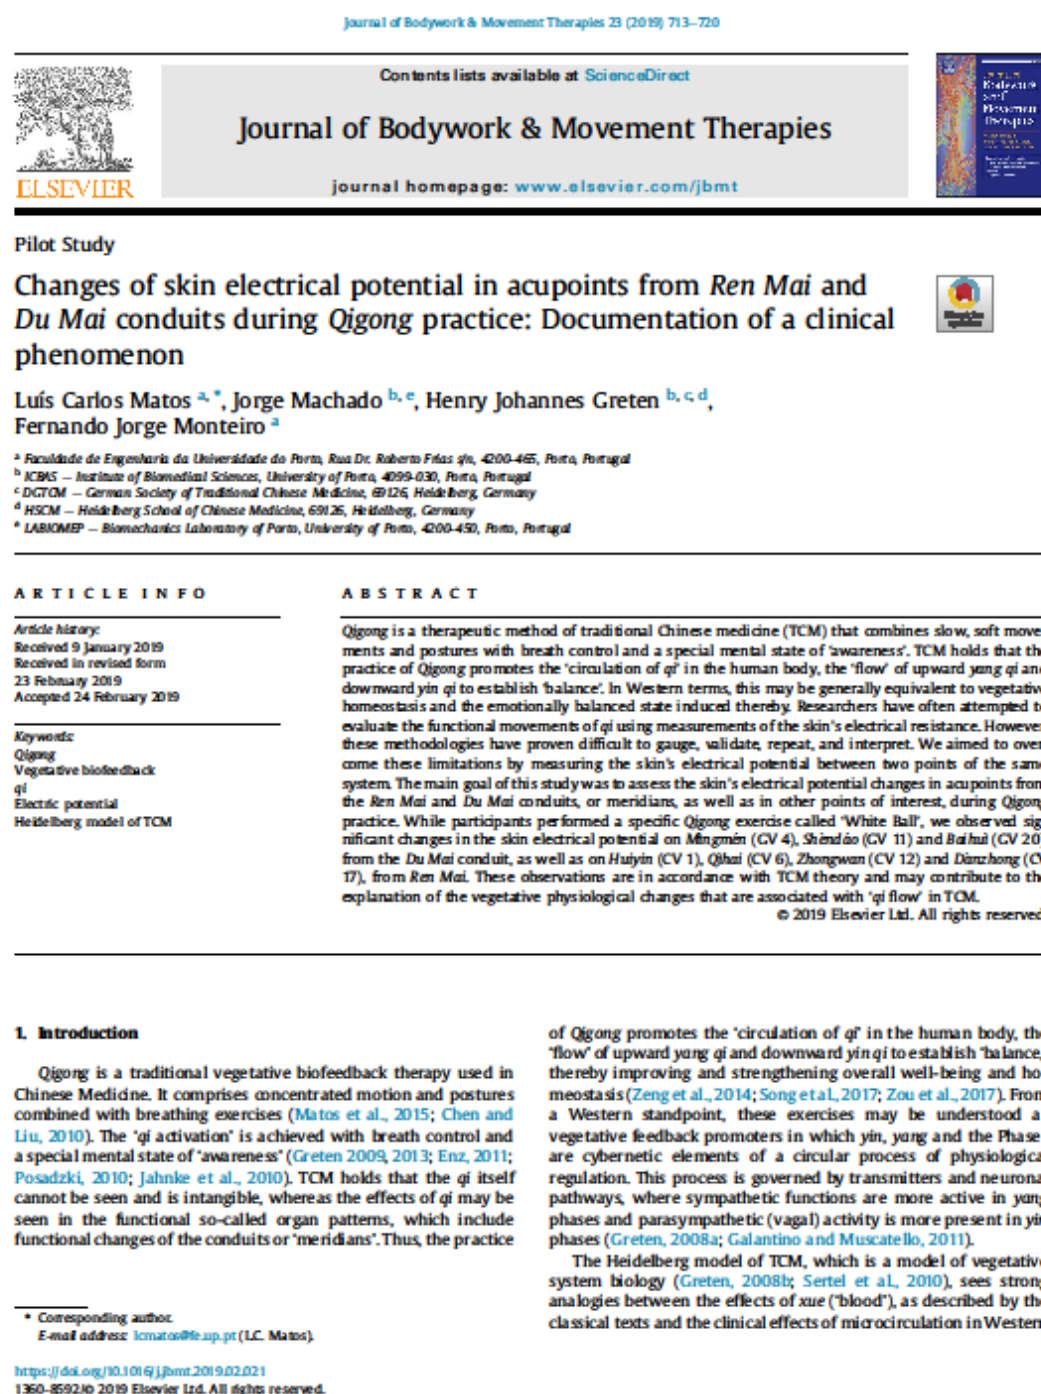 Journal of Bodywork & Movement Therapies 23 (2019) 713–720
Contents lists available at ScienceDirect
Journal of Bodywork & Movement Therapies
journal homepage: www.elsevier.com/jbmt
ELSEVIER
Bodywork
and
Movement
Therapies
Pilot Study
Changes of skin electrical potential in acupoints from Ren Mai and
Du Mai conduits during Qigong practice: Documentation of a clinical
phenomenon
Luís Carlos Matos a, *, Jorge Machado b, e, Henry Johannes Greten b, c, d,
Fernando Jorge Monteiro a
a Faculdade de Engenharia da Universidade do Porto, Rua Dr. Roberto Frias s/n, 4200-465, Porto, Portugal
b ICBAS — Institute of Biomedical Sciences, University of Porto, 4099-030, Porto, Portugal
c DGTCM — German Society of Traditional Chinese Medicine, 69126, Heidelberg, Germany
d HSCM — Heidelberg School of Chinese Medicine, 69126, Heidelberg, Germany
e LABIOMEP — Biomechanics Laboratory of Porto, University of Porto, 4200-450, Porto, Portugal
ARTICLE INFO
Article history:
Received 9 January 2019
Received in revised form
23 February 2019
Accepted 24 February 2019
Keywords:
Qigong
Vegetative biofeedback
qi
Electric potential
Heidelberg model of TCM
ABSTRACT
Qigong is a therapeutic method of traditional Chinese medicine (TCM) that combines slow, soft move
ments and postures with breath control and a special mental state of 'awareness'. TCM holds that the
practice of Qigong promotes the 'circulation of qi' in the human body, the 'flow' of upward yang qi and
downward yin qi to establish 'balance'. In Western terms, this may be generally equivalent to vegetative
homeostasis and the emotionally balanced state induced thereby. Researchers have often attempted to
evaluate the functional movements of qi using measurements of the skin's electrical resistance. However
these methodologies have proven difficult to gauge, validate, repeat, and interpret. We aimed to over
come these limitations by measuring the skin's electrical potential between two points of the same
system. The main goal of this study was to assess the skin's electrical potential changes in acupoints from
the Ren Mai and Du Mai conduits, or meridians, as well as in other points of interest, during Qigong
practice. While participants performed a specific Qigong exercise called 'White Ball', we observed sig
nificant changes in the skin electrical potential on Mìngmén (GV 4), Shéndáo (GV 11) and Baihuì (GV 20)
from the Du Mai conduit, as well as on Huiyin (CV 1), Qìhai (CV 6), Zhongwan (CV 12) and Dànzhong (CV
17), from Ren Mai. These observations are in accordance with TCM theory and may contribute to the
explanation of the vegetative physiological changes that are associated with 'qi flow' in TCM.
© 2019 Elsevier Ltd. All rights reserved
1. Introduction
Qigong is a traditional vegetative biofeedback therapy used in
Chinese Medicine. It comprises concentrated motion and postures
combined with breathing exercises (Matos et al., 2015; Chen and
Liu, 2010). The "qi activation" is achieved with breath control and
a special mental state of "awareness" (Greten 2009, 2013; Enz, 2011;
Posadzki, 2010; Jahnke et al., 2010). TCM holds that the qi itself
cannot be seen and is intangible, whereas the effects of qi may be
seen in the functional so-called organ patterns, which include
functional changes of the conduits or "meridians". Thus, the practice
of Qigong promotes the "circulation of qi" in the human body, the
"flow" of upward yang qi and downward yin qi to establish "balance,
thereby improving and strengthening overall well-being and ho
meostasis (Zeng et al., 2014; Song et al., 2017; Zou et al., 2017). From
a Western standpoint, these exercises may be understood a
vegetative feedback promoters in which yin, yang and the Phase
are cybernetic elements of a circular process of physiologica
regulation. This process is governed by transmitters and neurona
pathways, where sympathetic functions are more active in yang
phases and parasympathetic (vagal) activity is more present in yin
phases (Greten, 2008a; Galantino and Muscatello, 2011).
The Heidelberg model of TCM, which is a model of vegetative
system biology (Greten, 2008b; Sertel et al., 2010), sees strong
analogies between the effects of xue ("blood"), as described by the
classical texts and the clinical effects of microcirculation in Western
* Corresponding author.
E-mail address: lcmatos@fe.up.pt (L.C. Matos).
https://doi.org/10.1016/j.jbmt.2019.02.021
1360-8592/© 2019 Elsevier Ltd. All rights reserved.